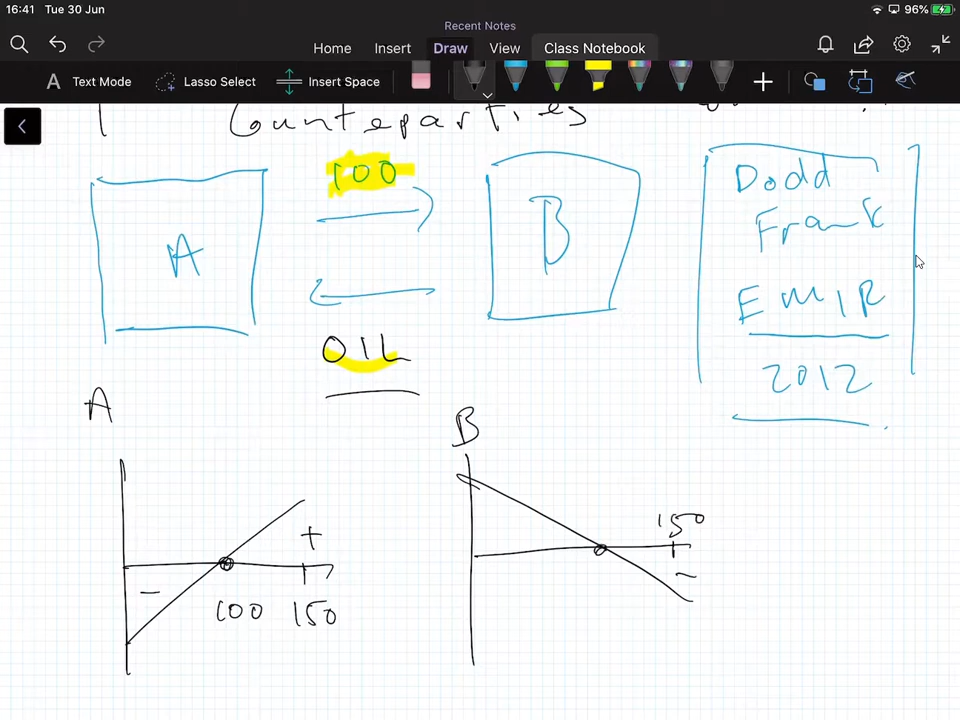 16:41 Tue 30 Jun
96%
Recent Notes
Home Insert Draw View Class Notebook
Text Mode Lasso Select Insert Space
Counterparties
100
A
B
OIL
Dodd
Frank
EMIR
2012
A
B
+
-
100 150
150
-